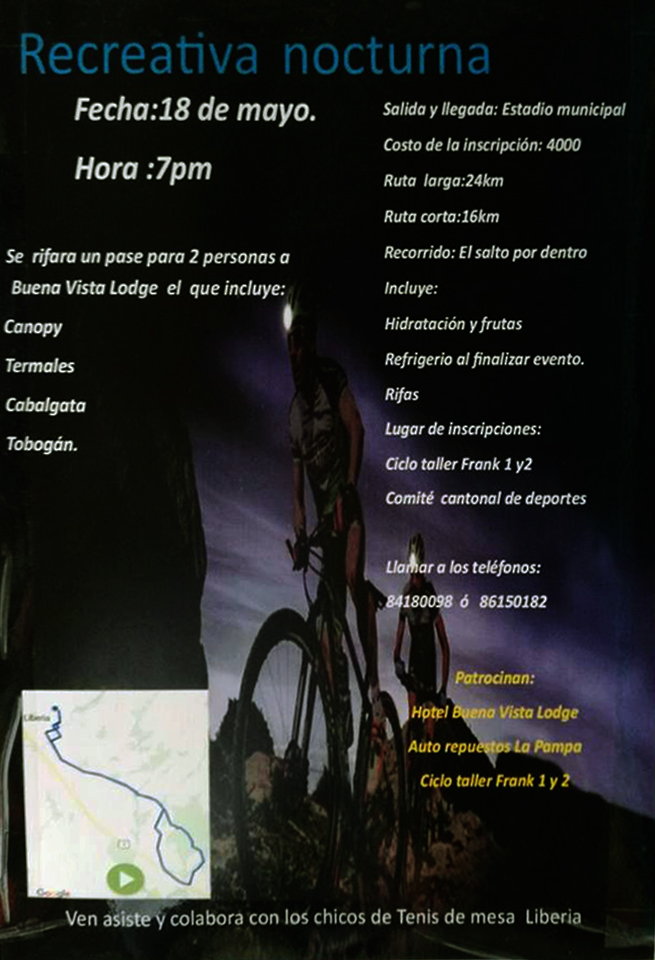 Recreativa nocturna
Fecha:18 de mayo.
Hora :7pm
Se rifara un pase para 2 personas a
Buena Vista Lodge el que incluye:
Canopy
Termales
Cabalgata
Tobogán.
Salida y llegada: Estadio municipal
Costo de la inscripción: 4000
Ruta larga:24km
Ruta corta:16km
Recorrido: El salto por dentro
Incluye:
Hidratación y frutas
Refrigerio al finalizar evento.
Rifas
Lugar de inscripciones:
Ciclo taller Frank 1 y2
Comité cantonal de deportes
Llamar a los teléfonos:
84180098 ó 86150182
Patrocinan:
Hotel Buena Vista Lodge
Auto repuestos La Pampa
Ciclo taller Frank 1 y 2
Liberia
Google
Ven asiste y colabora con los chicos de Tenis de mesa Liberia